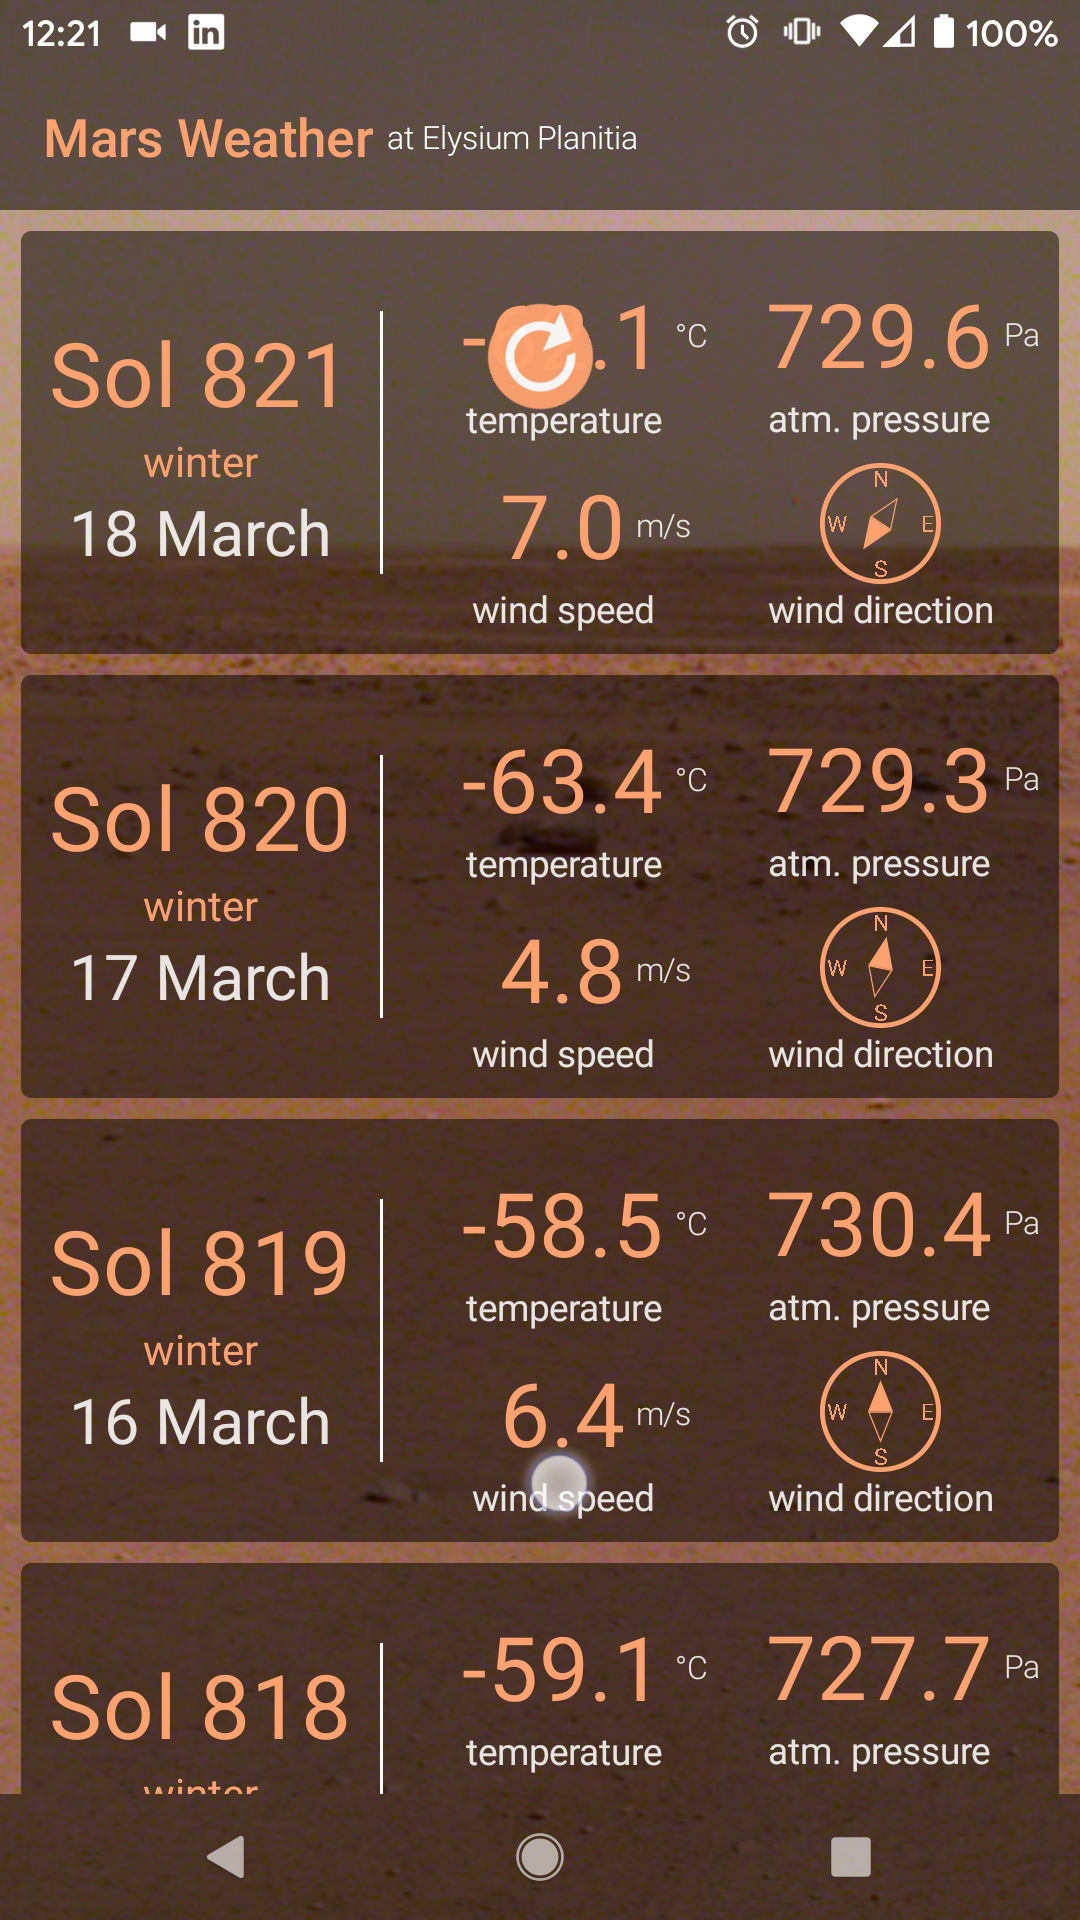 12:21 in 100%
Mars Weather at Elysium Planitia
Sol 821
winter
18 March
.1 °C
temperature
729.6 Pa
atm. pressure
7.0 m/s
wind speed
N
W E
S
wind direction
Sol 820
winter
17 March
-63.4 °C
temperature
729.3 Pa
atm. pressure
4.8 m/s
wind speed
N
W E
S
wind direction
Sol 819
winter
16 March
-58.5 °C
temperature
730.4 Pa
atm. pressure
6.4 m/s
wind speed
N
W E
S
wind direction
Sol 818
winter
-59.1 °C
temperature
727.7 Pa
atm. pressure